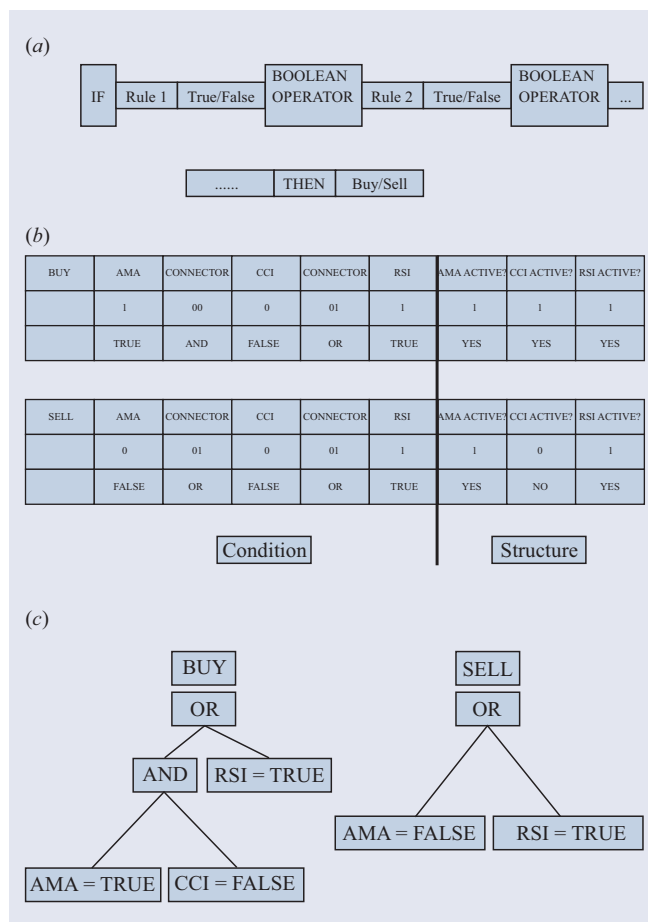 (a)
IF Rule 1 True/False BOOLEAN OPERATOR Rule 2 True/False BOOLEAN OPERATOR ...
...... THEN Buy/Sell
(b)
BUY AMA CONNECTOR CCI CONNECTOR RSI AMA ACTIVE? CCI ACTIVE? RSI ACTIVE?
1 00 0 01 1 1 1 1
TRUE AND FALSE OR TRUE YES YES YES
SELL AMA CONNECTOR CCI CONNECTOR RSI AMA ACTIVE? CCI ACTIVE? RSI ACTIVE?
0 01 0 01 1 1 0 1
FALSE OR FALSE OR TRUE YES NO YES
Condition Structure
(c)
BUY SELL
OR OR
AND RSI = TRUE
AMA = FALSE RSI = TRUE
AMA = TRUE CCI = FALSE